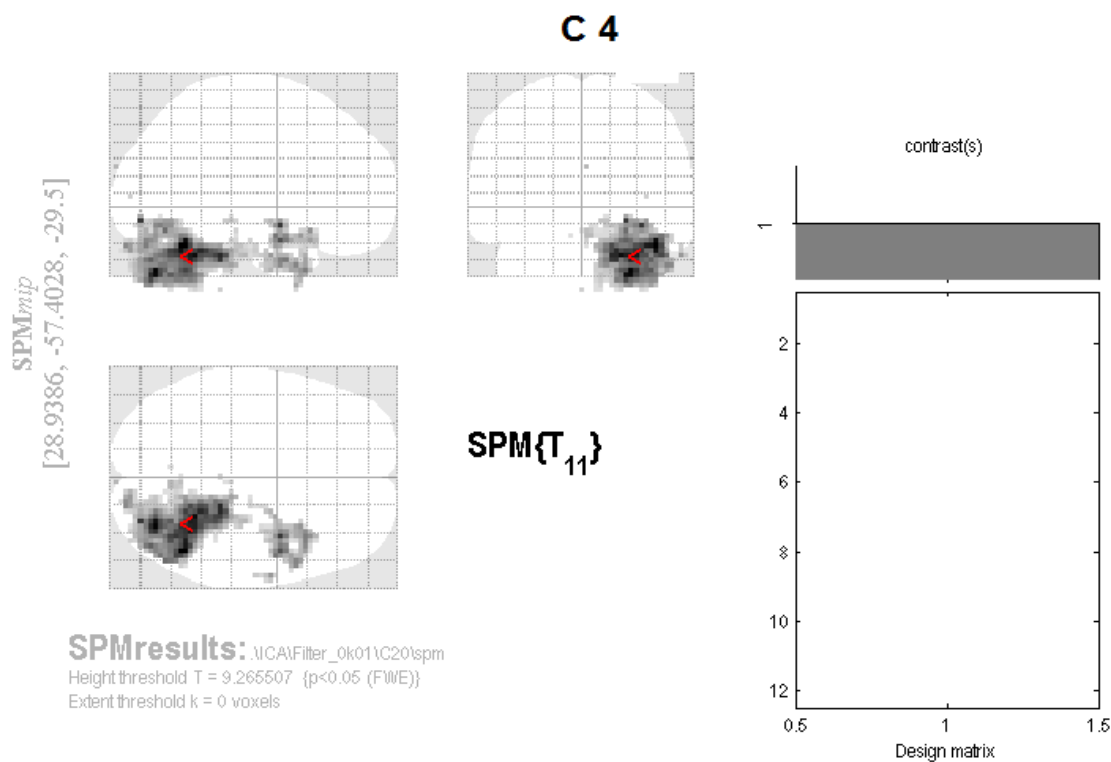 C 4
SPMmip
[28.9386, -57.4028, -29.5]
SPM{T11}
SPMresults: .\ICA\Filter_0k01\C20\spm
Height threshold T = 9.265507 {p<0.05 (FWE)}
Extent threshold k = 0 voxels
contrast(s)
1
2
4
6
8
10
12
0.5 1 1.5
Design matrix